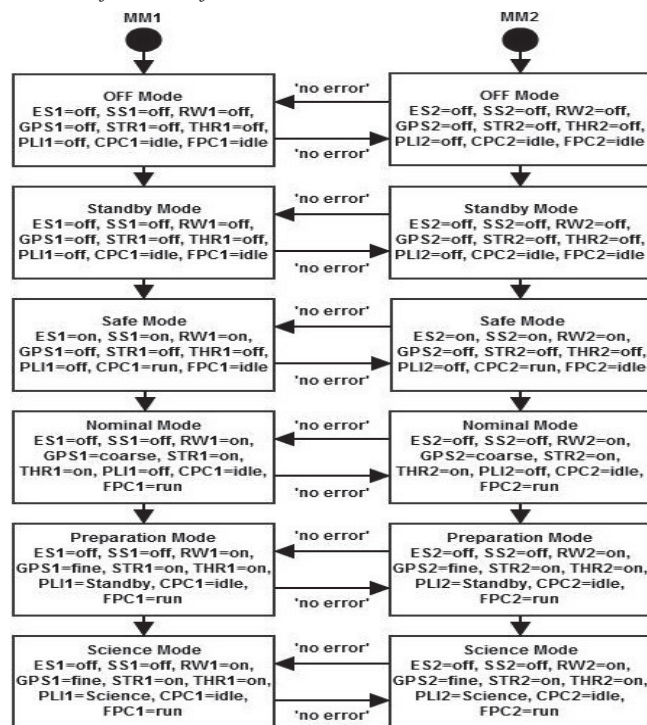 MM1
MM2
OFF Mode
ES1=off, SS1=off, RW1=off,
GPS1=off, STR1=off, THR1=off,
PLI1=off, CPC1=idle, FPC1=idle
'no error'
'no error'
OFF Mode
ES2=off, SS2=off, RW2=off,
GPS2=off, STR2=off, THR2=off,
PLI2=off, CPC2=idle, FPC2=idle
Standby Mode
ES1=off, SS1=off, RW1=off,
GPS1=off, STR1=off, THR1=off,
PLI1=off, CPC1=idle, FPC1=idle
'no error'
'no error'
Standby Mode
ES2=off, SS2=off, RW2=off,
GPS2=off, STR2=off, THR2=off,
PLI2=off, CPC2=idle, FPC2=idle
Safe Mode
ES1=on, SS1=on, RW1=on,
GPS1=off, STR1=off, THR1=off,
PLI1=off, CPC1=run, FPC1=idle
'no error'
'no error'
Safe Mode
ES2=on, SS2=on, RW2=on,
GPS2=off, STR2=off, THR2=off,
PLI2=off, CPC2=run, FPC2=idle
Nominal Mode
ES1=off, SS1=off, RW1=on,
GPS1=coarse, STR1=on,
THR1=on, PLI1=off, CPC1=idle,
FPC1=run
'no error'
'no error'
Nominal Mode
ES2=off, SS2=off, RW2=on,
GPS2=coarse, STR2=on,
THR2=on, PLI2=off, CPC2=idle,
FPC2=run
Preparation Mode
ES1=off, SS1=off, RW1=on,
GPS1=fine, STR1=on, THR1=on,
PLI1=Standby, CPC1=idle,
FPC1=run
'no error'
'no error'
Preparation Mode
ES2=off, SS2=off, RW2=on,
GPS2=fine, STR2=on, THR2=on,
PLI2=Standby, CPC2=idle,
FPC2=run
Science Mode
ES1=off, SS1=off, RW1=on,
GPS1=fine, STR1=on, THR1=on,
PLI1=Science, CPC1=idle,
FPC1=run
'no error'
'no error'
Science Mode
ES2=off, SS2=off, RW2=on,
GPS2=fine, STR2=on, THR2=on,
PLI2=Science, CPC2=idle,
FPC2=run